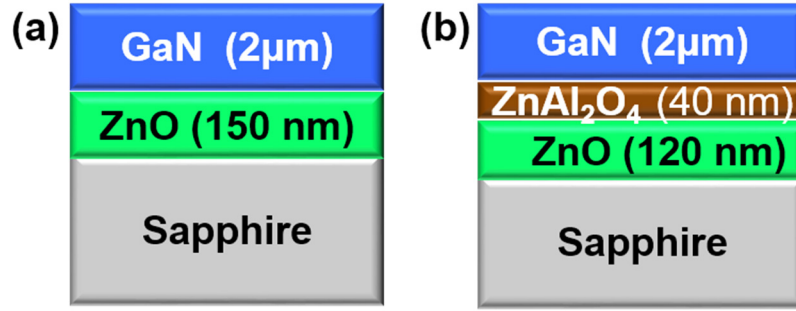 (a)
GaN (2μm)
ZnO (150 nm)
Sapphire
(b)
GaN (2μm)
ZnAl₂O₄ (40 nm)
ZnO (120 nm)
Sapphire